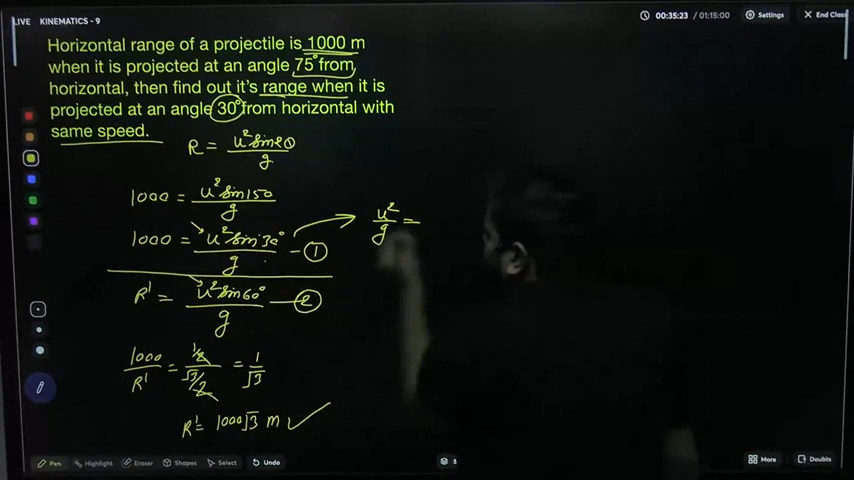 LIVE KINEMATICS - 9 00:35:23 / 01:15:00 Settings End Class
Horizontal range of a projectile is 1000 m
when it is projected at an angle 75° from
horizontal, then find out it's range when it is
projected at an angle 30° from horizontal with
same speed.
R = u² sin2θ / g
1000 = u² sin150 / g
1000 = u² sin30° / g — ①
u² / g =
R' = u² sin60° / g — ②
1000 / R' = 1/2 / √3/2 = 1 / √3
R' = 1000√3 m
Pen Highlight Eraser Shapes Select Undo S More Doubts